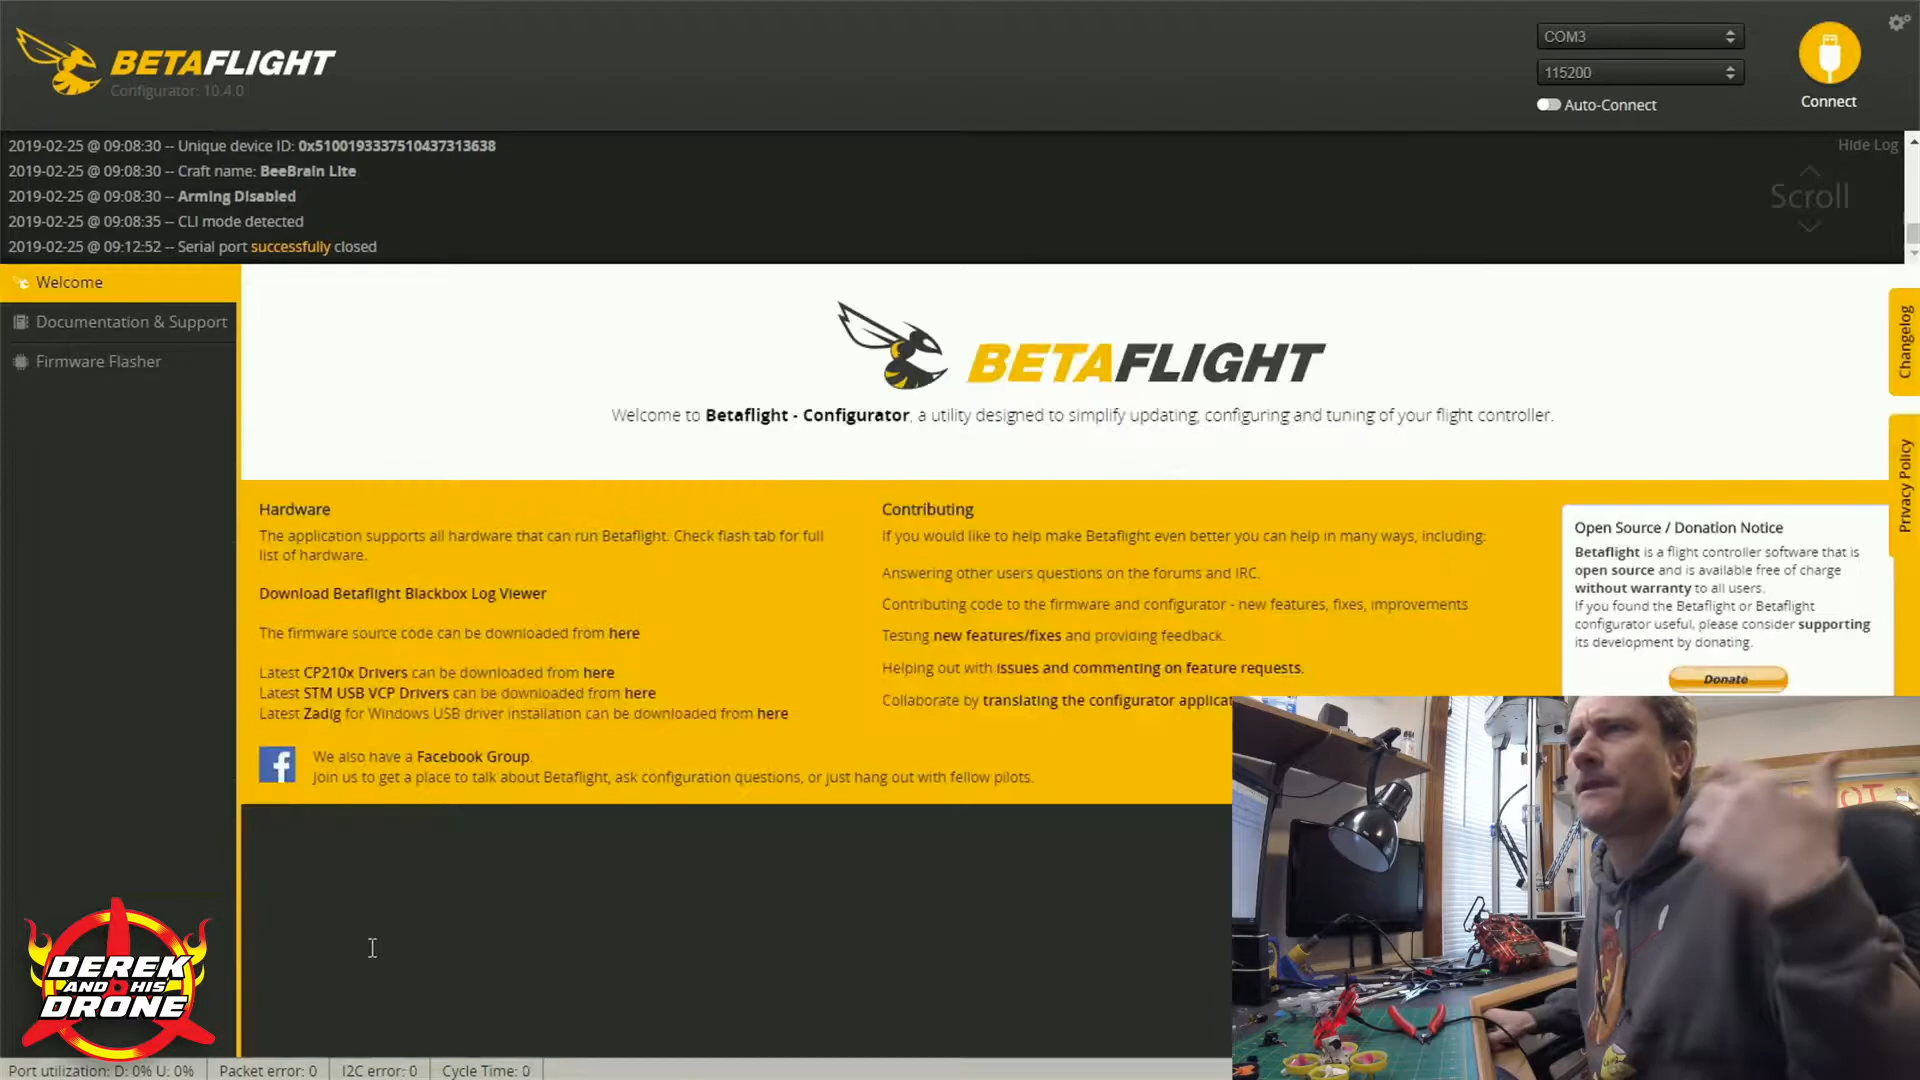 BETAFLIGHT
Configurator: 10.4.0
COM3
115200
Auto-Connect
Connect
2019-02-25 @ 09:08:30 -- Unique device ID: 0x5100193337510437313638
2019-02-25 @ 09:08:30 -- Craft name: BeeBrain Lite
2019-02-25 @ 09:08:30 -- Arming Disabled
2019-02-25 @ 09:08:35 -- CLI mode detected
2019-02-25 @ 09:12:52 -- Serial port successfully closed
Hide Log
Scroll
Welcome
Documentation & Support
Firmware Flasher
BETAFLIGHT
Welcome to Betaflight - Configurator, a utility designed to simplify updating, configuring and tuning of your flight controller.
Changelog
Privacy Policy
Hardware
The application supports all hardware that can run Betaflight. Check flash tab for full
list of hardware.
Download Betaflight Blackbox Log Viewer
The firmware source code can be downloaded from here
Latest CP210x Drivers can be downloaded from here
Latest STM USB VCP Drivers can be downloaded from here
Latest Zadig for Windows USB driver installation can be downloaded from here
We also have a Facebook Group.
Join us to get a place to talk about Betaflight, ask configuration questions, or just hang out with fellow pilots.
Contributing
If you would like to help make Betaflight even better you can help in many ways, including:
Answering other users questions on the forums and IRC.
Contributing code to the firmware and configurator - new features, fixes, improvements
Testing new features/fixes and providing feedback.
Helping out with issues and commenting on feature requests.
Collaborate by translating the configurator applicat
Open Source / Donation Notice
Betaflight is a flight controller software that is
open source and is available free of charge
without warranty to all users.
If you found the Betaflight or Betaflight
configurator useful, please consider supporting
its development by donating.
Donate
DEREK
AND HIS
DRONE
Port utilization: D: 0% U: 0%
Packet error: 0
I2C error: 0
Cycle Time: 0